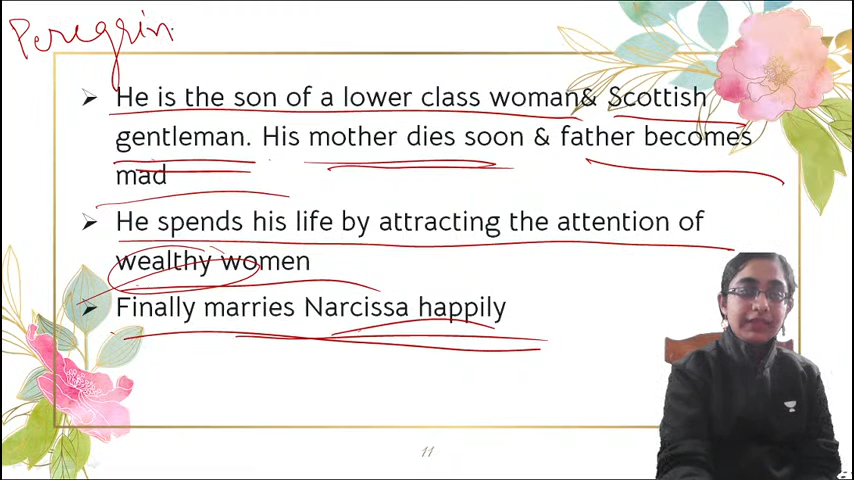 Peregrin
He is the son of a lower class woman& Scottish
gentleman. His mother dies soon & father becomes
mad
He spends his life by attracting the attention of
wealthy women
Finally marries Narcissa happily
11